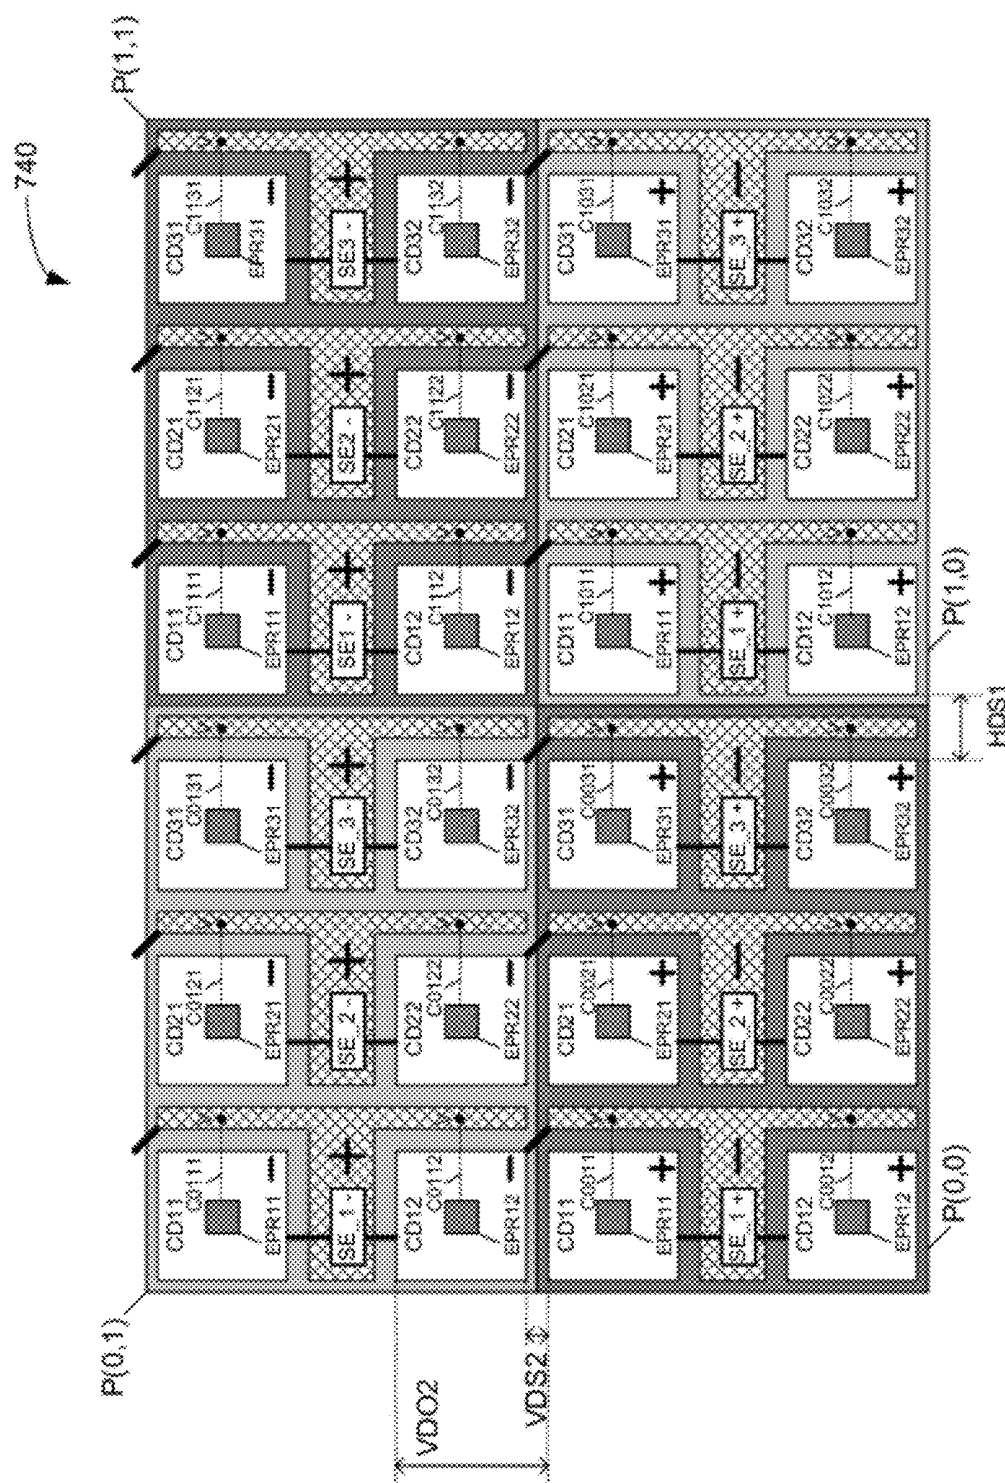 740
P(0,1) P(1,1)
CD11 CD21 CD31 CD11 CD21 CD31
C0111 C0121 C0131 C1111 C1121 C1131
V V V V V V
EPR11 − EPR21 − EPR31 − EPR11 − EPR21 − EPR31 −
SE_1 - + SE_2 - + SE_3 - + SE1 - + SE2 - + SE3 - +
CD12 CD22 CD32 CD12 CD22 CD32
VDO2
C0112 C0122 C0132 C1112 C1122 C1132
V V V V V V
EPR12 − EPR22 − EPR32 − EPR12 − EPR22 − EPR32 −
VDS2
CD11 CD21 CD31 CD11 CD21 CD31
C0011 C0021 C0031 C1011 C1021 C1031
V V V V V V
EPR11 + EPR21 + EPR31 + EPR11 + EPR21 + EPR31 +
SE_1 + − SE_2 + − SE_3 + − SE_1 + − SE_2 + − SE_3 + −
CD12 CD22 CD32 CD12 CD22 CD32
C0012 C0022 C0032 C1012 C1022 C1032
V V V V V V
EPR12 + EPR22 + EPR32 + EPR12 + EPR22 + EPR32 +
P(0,0) P(1,0)
HDS1